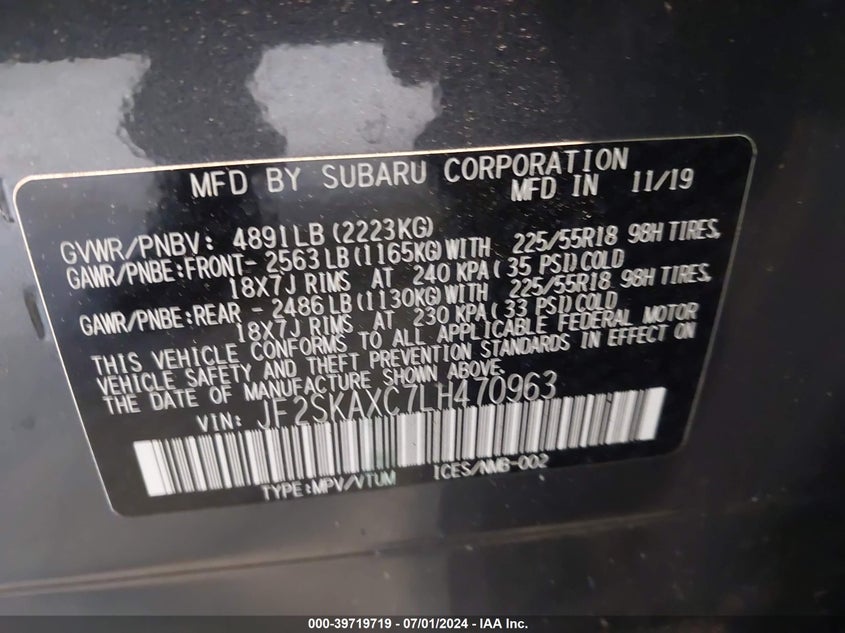 MFD BY SUBARU CORPORATION
MFD IN 11/19
GVWR/PNBV: 4891LB (2223KG)
GAWR/PNBE:FRONT- 2563LB (1165KG)WITH 225/55R18 98H TIRES,
18X7J RIMS AT 240 KPA( 35 PSI)COLD
GAWR/PNBE:REAR - 2486LB (1130KG)WITH 225/55R18 98H TIRES,
18X7J RIMS AT 230 KPA( 33 PSI)COLD
THIS VEHICLE CONFORMS TO ALL APPLICABLE FEDERAL MOTOR
VEHICLE SAFETY AND THEFT PREVENTION STANDARDS IN EFFECT ON
THE DATE OF MANUFACTURE SHOWN ABOVE.
VIN: JF2SKAXC7LH470963
TYPE:MPV/VTUM ICES/NMB-002
000-39719719 - 07/01/2024 - IAA Inc.